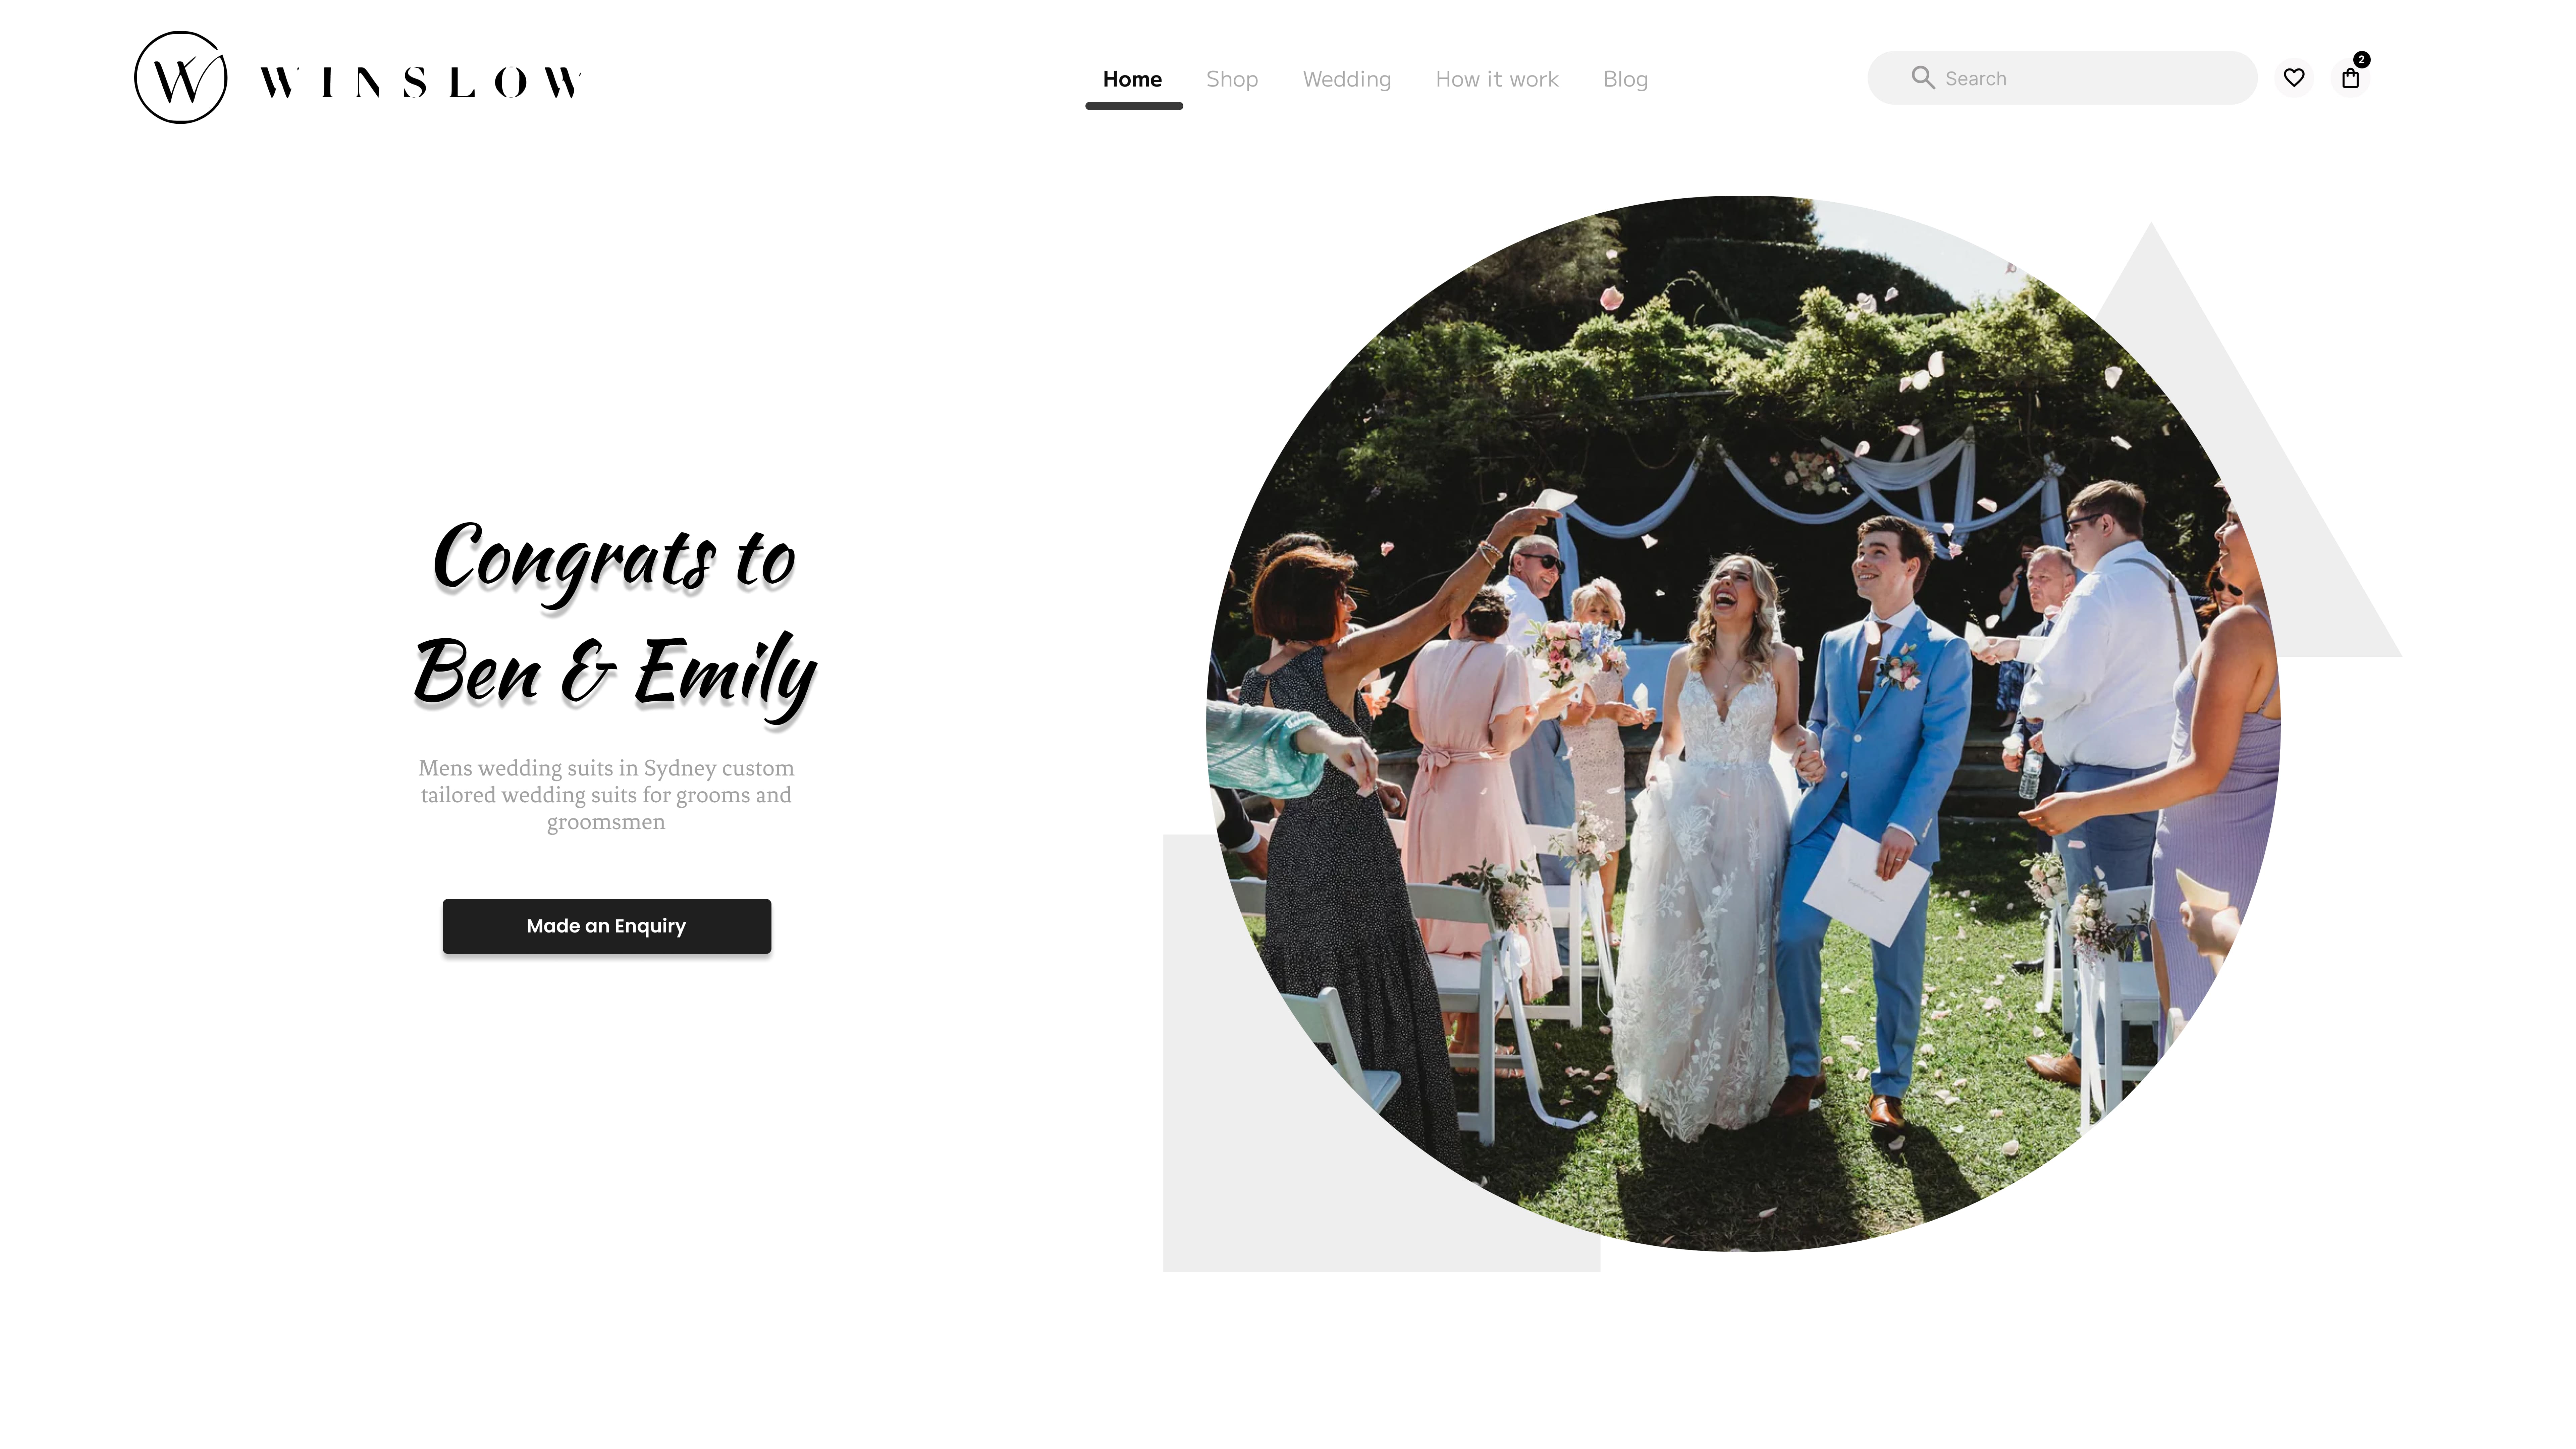 W WINSLOW
Home Shop Wedding How it work Blog
Search
2
Congrats to
Ben & Emily
Mens wedding suits in Sydney custom
tailored wedding suits for grooms and
groomsmen
Made an Enquiry